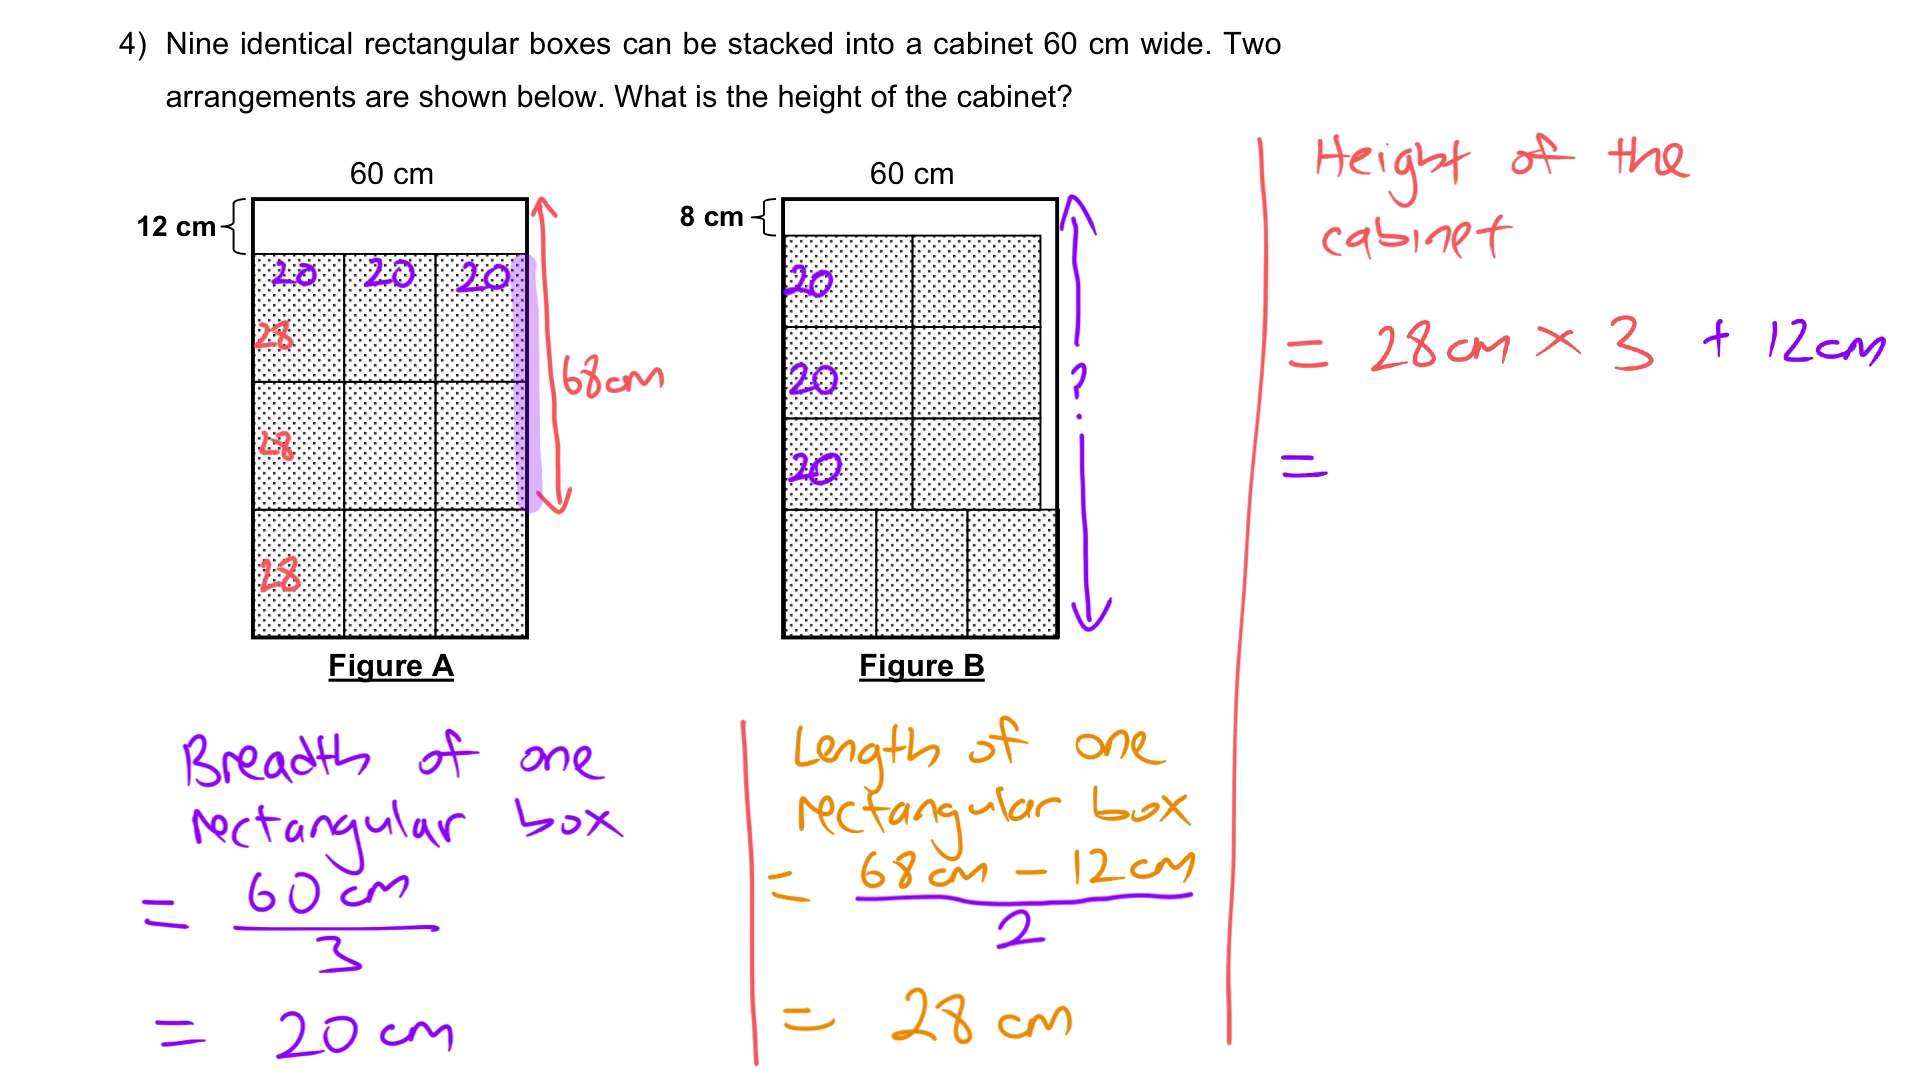 4) Nine identical rectangular boxes can be stacked into a cabinet 60 cm wide. Two
arrangements are shown below. What is the height of the cabinet?
60 cm
12 cm
20 20 20
28
28
28
68cm
Figure A
60 cm
8 cm
20
20
20
?
Figure B
Breadth of one
rectangular box
= 60 cm
3
= 20 cm
Length of one
rectangular box
= 68 cm - 12 cm
2
= 28 cm
Height of the
cabinet
= 28cm × 3 + 12cm
=